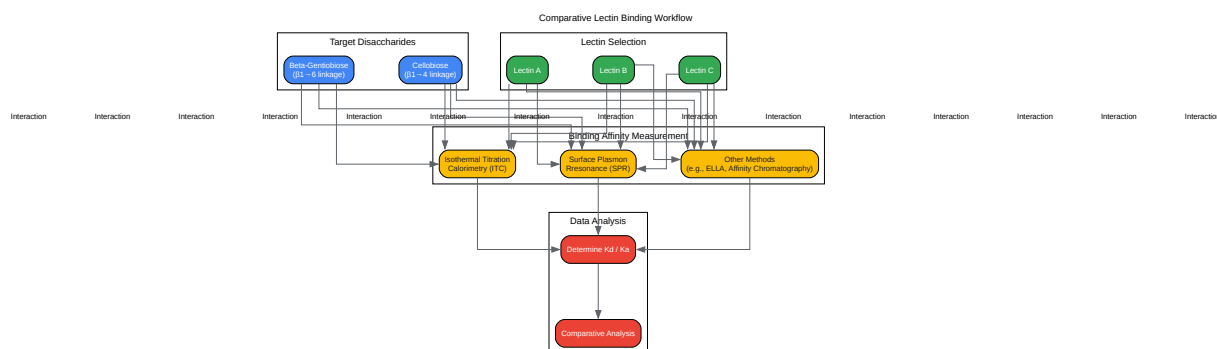 Comparative Lectin Binding Workflow
Target Disaccharides
Lectin Selection
Beta-Gentiobiose
(β1→6 linkage)
Cellobiose
(β1→4 linkage)
Lectin A
Lectin B
Lectin C
Interaction
Interaction
Interaction
Interaction
Interaction
Interaction
Interaction
Interaction
Interaction
Interaction
Interaction
Interaction
Interaction
Interaction
Interactio
Binding Affinity Measurement
Isothermal Titration
Calorimetry (ITC)
Surface Plasmon
Rresonance (SPR)
Other Methods
(e.g., ELLA, Affinity Chromatography)
Data Analysis
Determine Kd / Ka
Comparative Analysis